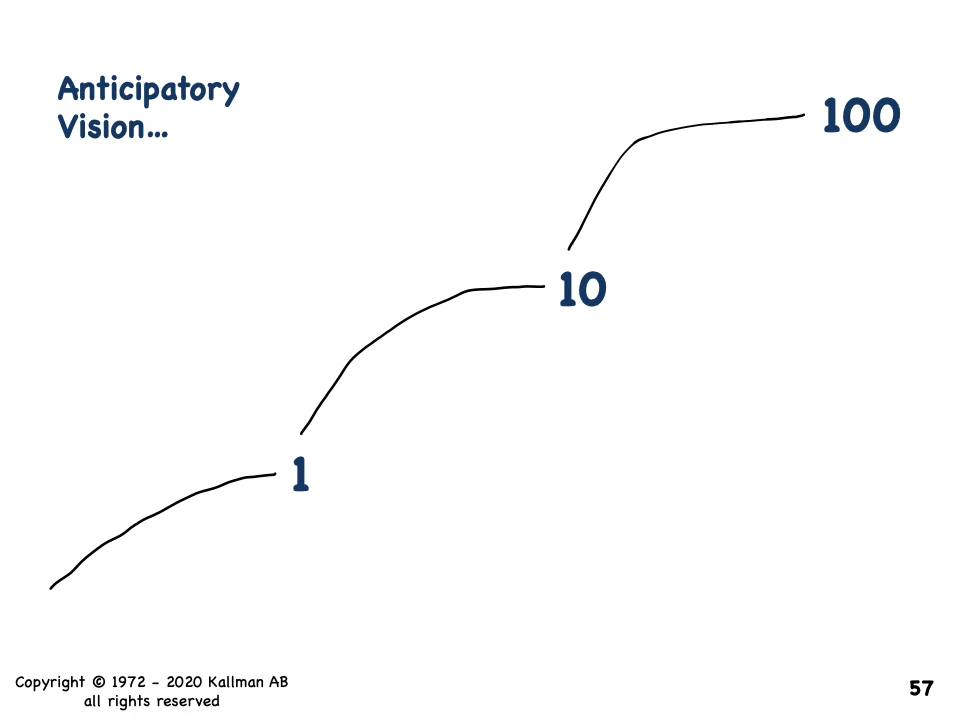 Anticipatory
Vision...
100
10
1
Copyright © 1972 - 2020 Kallman AB
all rights reserved
57